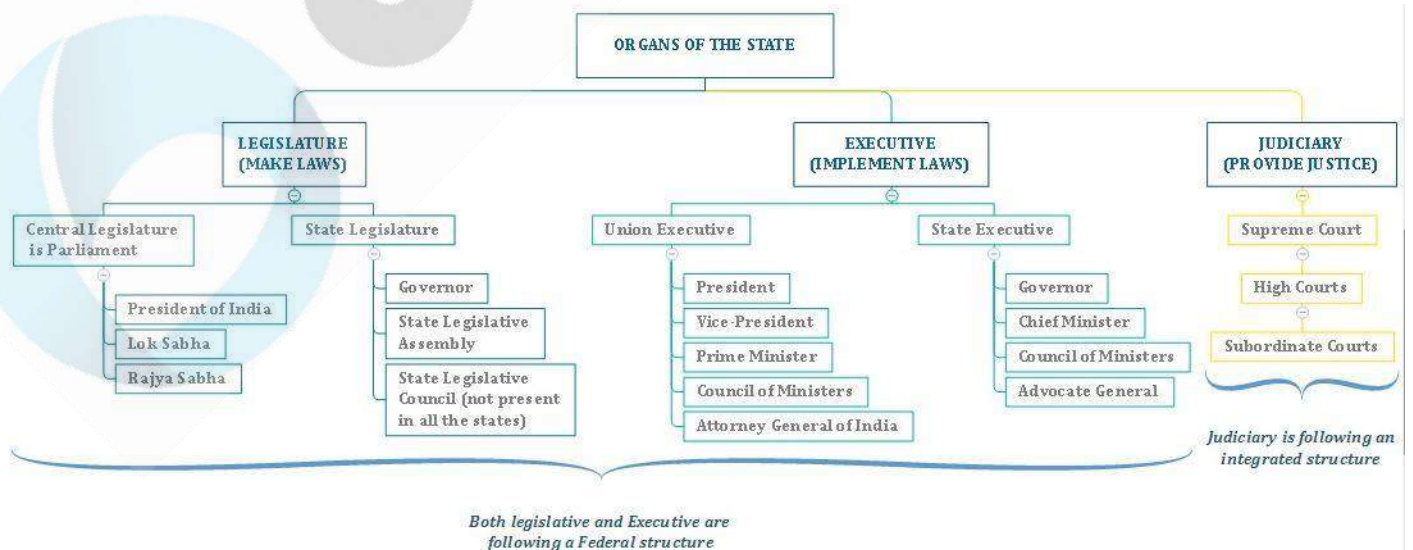 ORGANS OF THE STATE
LEGISLATURE
(MAKE LAWS)
EXECUTIVE
(IMPLEMENT LAWS)
JUDICIARY
(PROVIDE JUSTICE)
Central Legislature
is Parliament
State Legislature
Union Executive
State Executive
Supreme Court
President of India
Lok Sabha
Rajya Sabha
Governor
State Legislative
Assembly
State Legislative
Council (not present
in all the states)
President
Vice-President
Prime Minister
Council of Ministers
Attorney General of India
Governor
Chief Minister
Council of Ministers
Advocate General
High Courts
Subordinate Courts
Judiciary is following an
integrated structure
Both legislative and Executive are
following a Federal structure